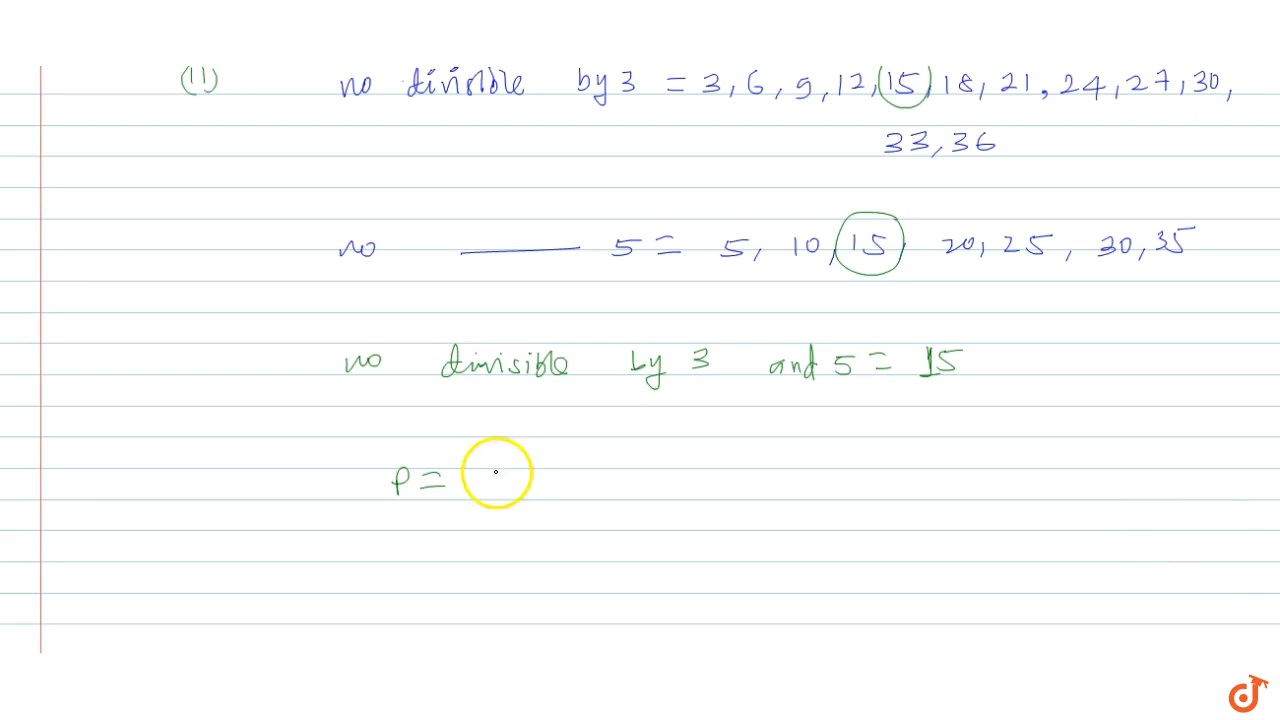 (11) no divisible by 3 = 3, 6, 9, 12, 15, 18, 21, 24, 27, 30,
33, 36
no —— 5 = 5, 10, 15, 20, 25, 30, 35
no divisible by 3 and 5 = 15
P =